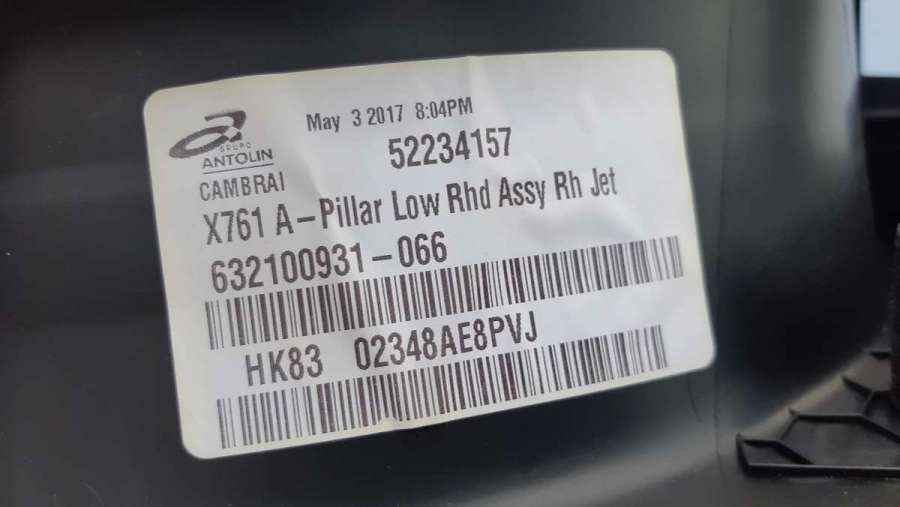 May 3 2017 8:04PM
GRUPO
ANTOLIN
52234157
CAMBRAI
X761 A-Pillar Low Rhd Assy Rh Jet
632100931-066
HK83 02348AE8PVJ